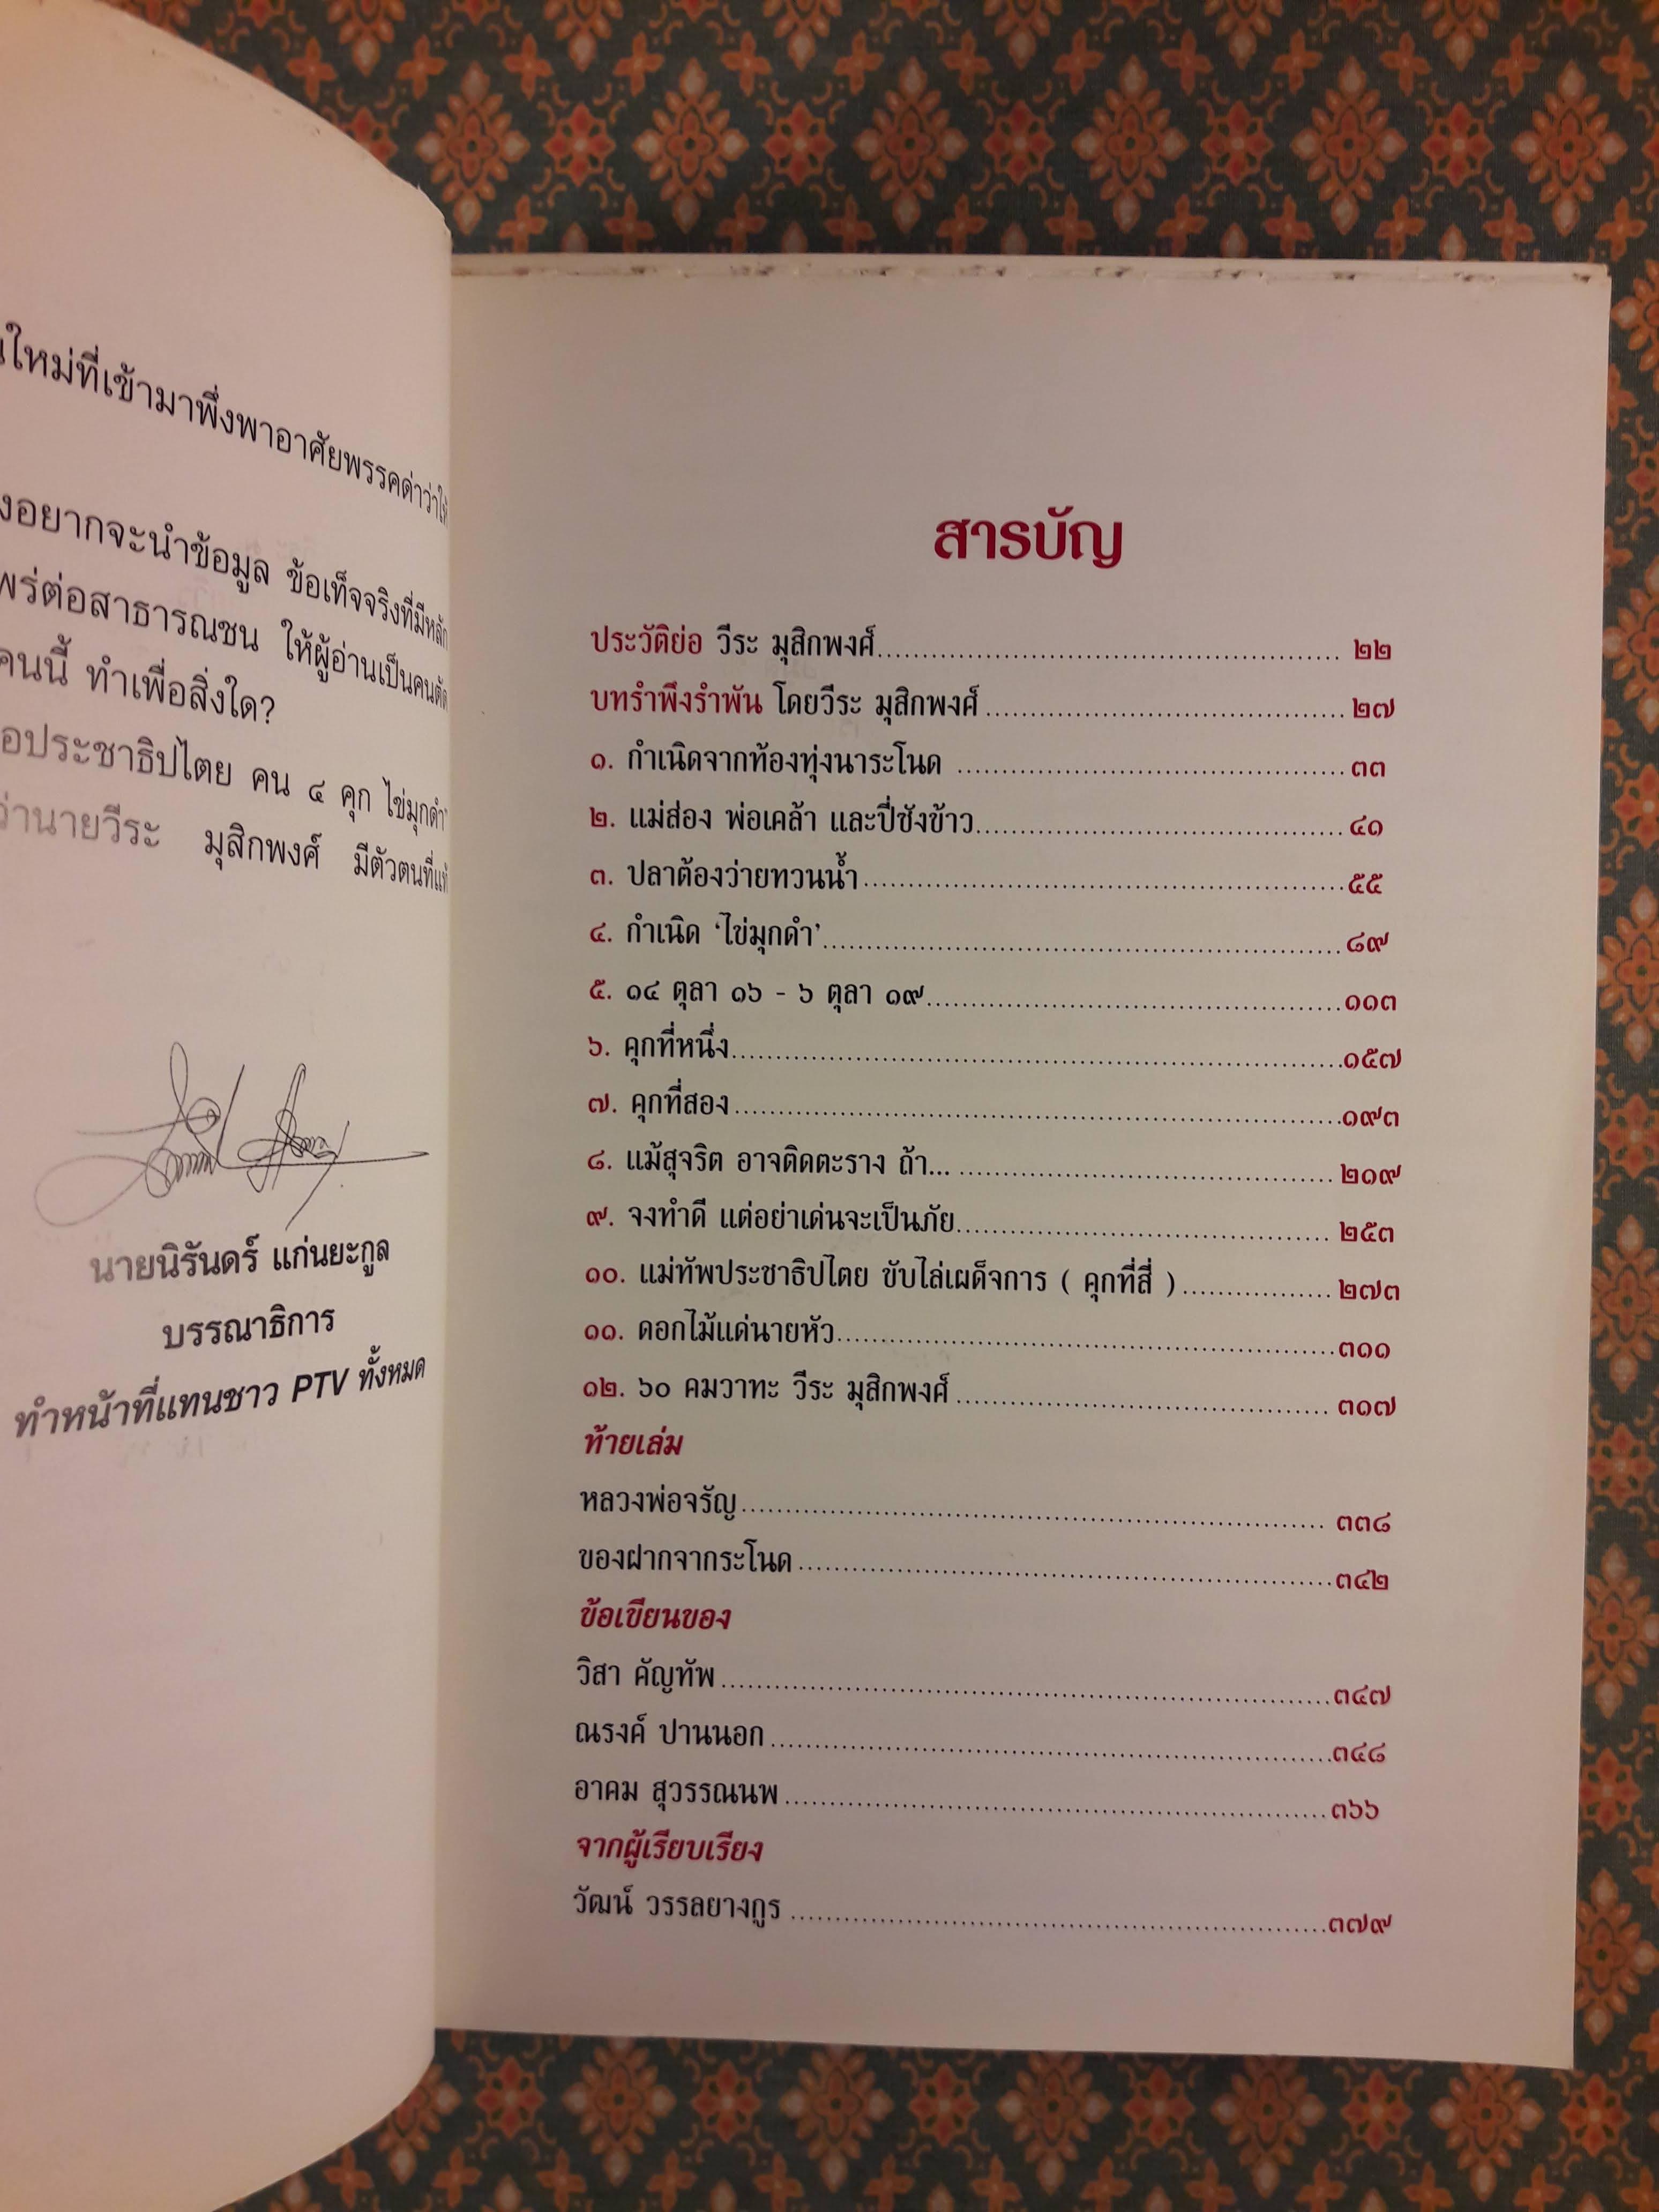 ใหม่ที่เข้ามาพึ่งพาอาศัยพรรคด่าว่าให้
งอยากจะนำข้อมูล ข้อเท็จจริงที่มีหลัก
พร่ต่อสาธารณชน ให้ผู้อ่านเป็นคนตัด
คนนี้ ทำเพื่อสิ่งใด?
อประชาธิปไตย คน ๔ คุก ไข่มุกดำ'
ว่านายวีระ มุสิกพงศ์ มีตัวตนที่แท้
นายนิรันดร์ แก่นยะกูล
บรรณาธิการ
ทำหน้าที่แทนชาว PTV ทั้งหมด
สารบัญ
ประวัติย่อ วีระ มุสิกพงศ์ ๒๒
บทรำพึงรำพัน โดยวีระ มุสิกพงศ์ ๒๗
๑. กำเนิดจากท้องทุ่งนาระโนด ๓๓
๒. แม่ส่อง พ่อเคล้า และปี่ซังข้าว ๔๑
๓. ปลาต้องว่ายทวนน้ำ ๕๕
๔. กำเนิด 'ไข่มุกดำ' ๘๙
๕. ๑๔ ตุลา ๑๖ - ๖ ตุลา ๑๙ ๑๑๓
๖. คุกที่หนึ่ง ๑๕๗
๗. คุกที่สอง ๑๙๓
๘. แม้สุจริต อาจติดตะราง ถ้า... ๒๑๙
๙. จงทำดี แต่อย่าเด่นจะเป็นภัย ๒๕๓
๑๐. แม่ทัพประชาธิปไตย ขับไล่เผด็จการ ( คุกที่สี่ ) ๒๗๓
๑๑. ดอกไม้แด่นายหัว ๓๑๑
๑๒. ๖๐ คมวาทะ วีระ มุสิกพงศ์ ๓๑๗
ท้ายเล่ม
หลวงพ่อจรัญ ๓๓๘
ของฝากจากระโนด ๓๔๒
ข้อเขียนของ
วิสา คัญทัพ ๓๔๗
ณรงค์ ปานนอก ๓๔๘
อาคม สุวรรณนพ ๓๖๖
จากผู้เรียบเรียง
วัฒน์ วรรลยางกูร ๓๗๙